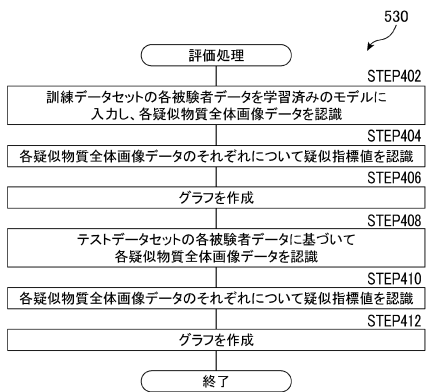 530
評価処理
STEP402
訓練データセットの各被験者データを学習済みのモデルに
入力し、各疑似物質全体画像データを認識
STEP404
各疑似物質全体画像データのそれぞれについて疑似指標値を認識
STEP406
グラフを作成
STEP408
テストデータセットの各被験者データに基づいて
各疑似物質全体画像データを認識
STEP410
各疑似物質全体画像データのそれぞれについて疑似指標値を認識
STEP412
グラフを作成
終了